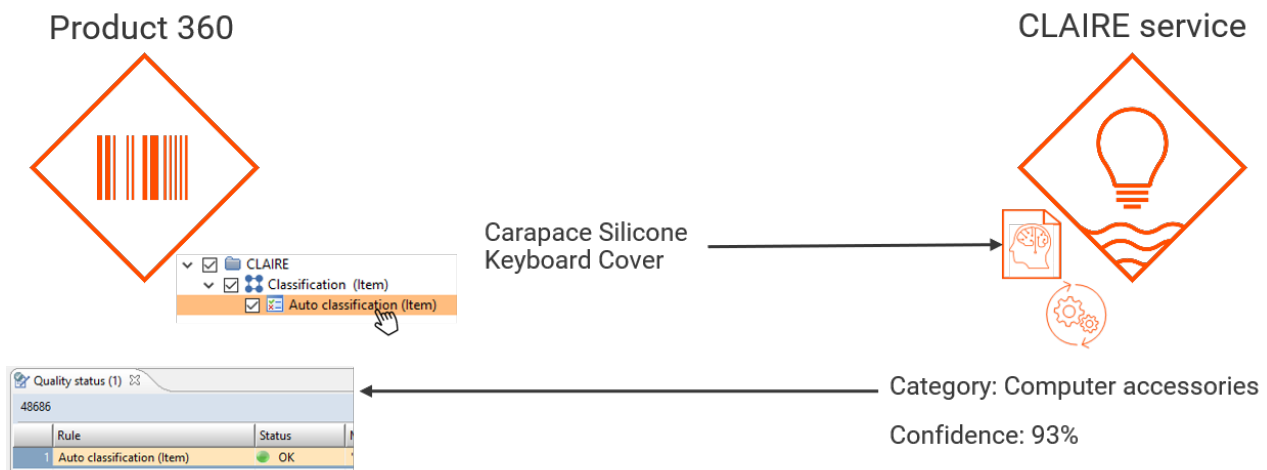 Product 360
CLAIRE service
Carapace Silicone
Keyboard Cover
CLAIRE
Classification (Item)
Auto classification (Item)
Quality status (1)
48686
Rule Status
1 Auto classification (Item) OK
Category: Computer accessories
Confidence: 93%